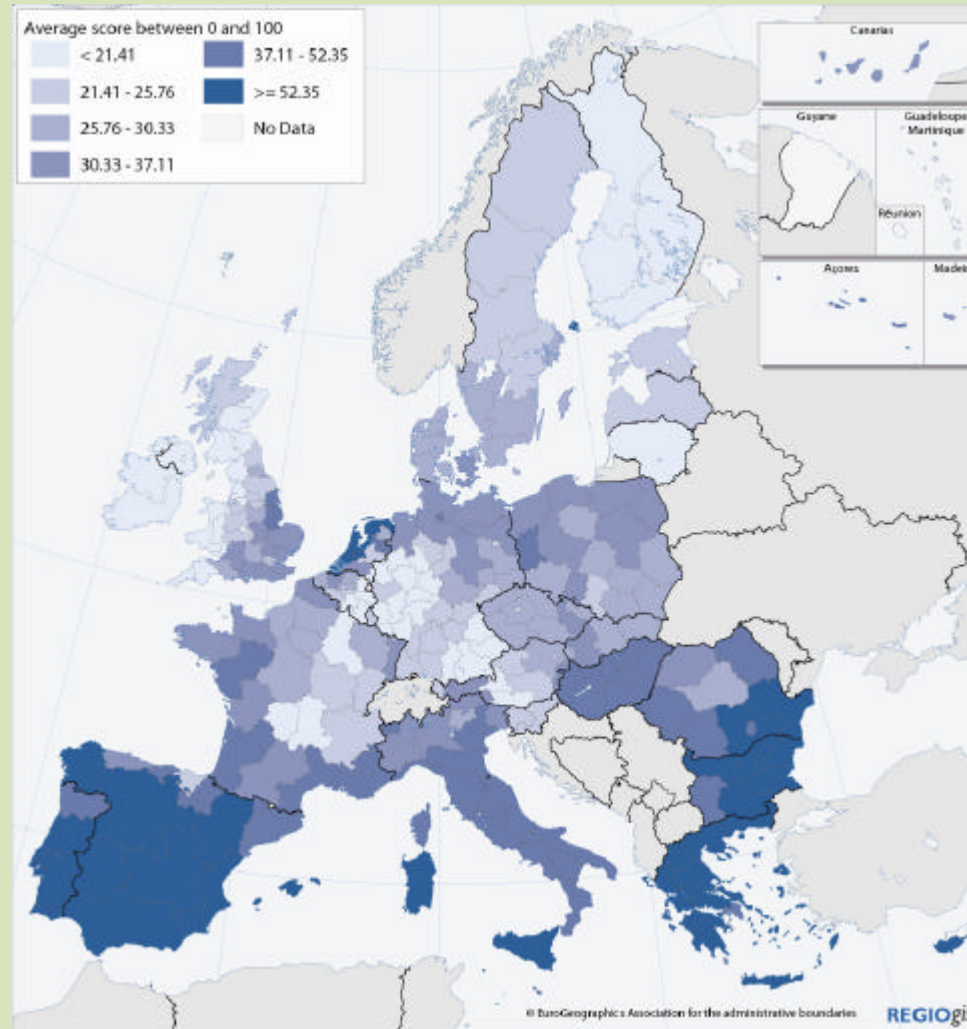 Average score between 0 and 100
< 21.41
21.41 - 25.76
25.76 - 30.33
30.33 - 37.11
37.11 - 52.35
>= 52.35
No Data
Canarias
Guyane
Guadeloupe
Martinique
Réunion
Açores
Madei
© EuroGeographics Association for the administrative boundaries
REGIOgi